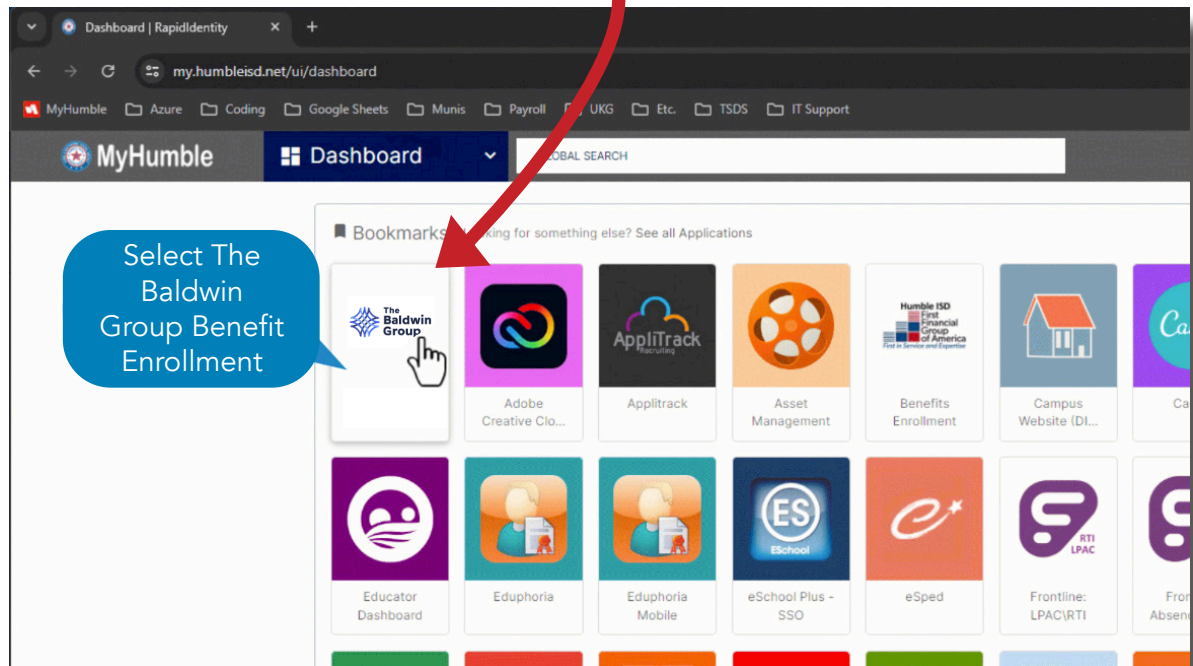 Dashboard | RapidIdentity
my.humbleisd.net/ui/dashboard
MyHumble Azure Coding Google Sheets Munis Payroll UKG Etc. TSDS IT Support
MyHumble Dashboard OBAL SEARCH
Bookmarks king for something else? See all Applications
Select The
Baldwin
Group Benefit
Enrollment
The
Baldwin
Group
AppliTrack
Recruiting
Humble ISD
First
Financial
Group
of America
First in Service and Expertise
Ca
Adobe
Creative Clo...
Applitrack
Asset
Management
Benefits
Enrollment
Campus
Website (DI...
Ca
ES
ESchool
e*
RTI
LPAC
Educator
Dashboard
Eduphoria
Eduphoria
Mobile
eSchool Plus -
SSO
eSped
Frontline:
LPAC\RTI
Fron
Absen